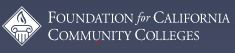 FOUNDATION for CALIFORNIA
COMMUNITY COLLEGES